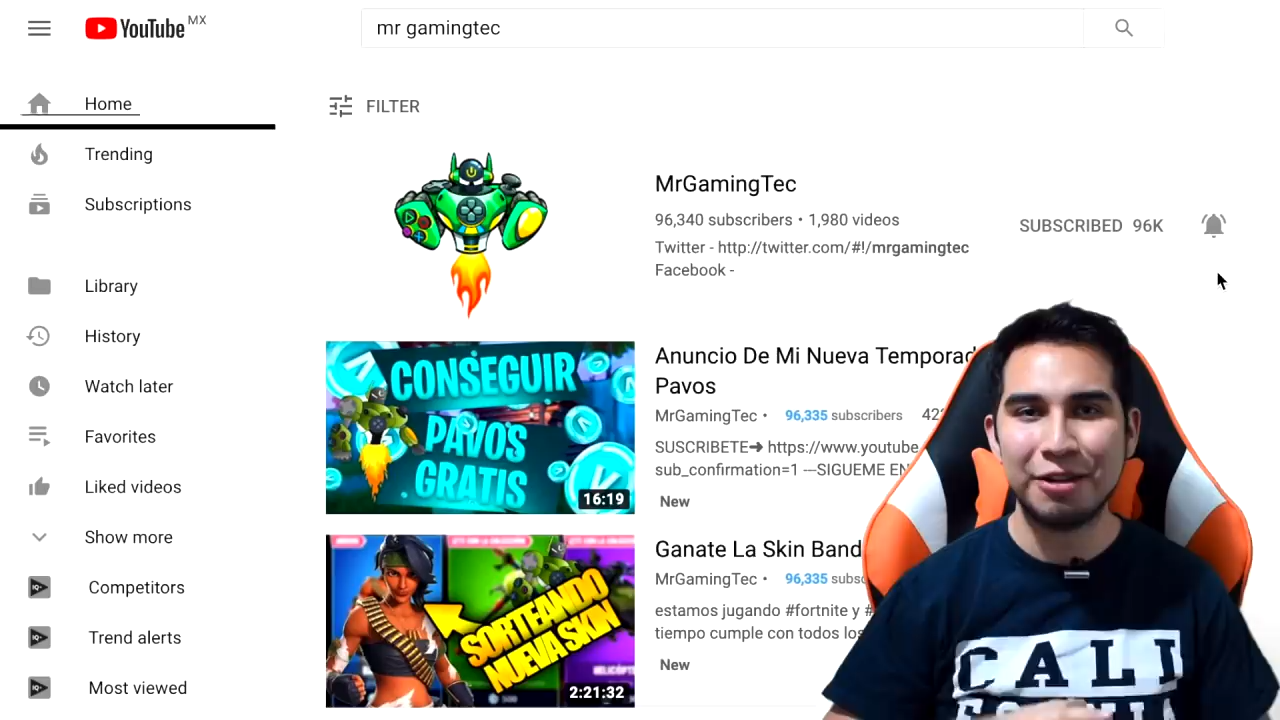 YouTube MX
mr gamingtec
Home
FILTER
Trending
MrGamingTec
Subscriptions
96,340 subscribers • 1,980 videos
SUBSCRIBED 96K
Twitter - http://twitter.com/#!/mrgamingtec
Facebook -
Library
History
Anuncio De Mi Nueva Temporad
Pavos
CONSEGUIR
PAVOS
GRATIS
16:19
Watch later
MrGamingTec •
96,335 subscribers
Favorites
SUSCRIBETE➜ https://www.youtube
sub_confirmation=1 ---SIGUEME EN
Liked videos
New
Show more
Ganate La Skin Band
MrGamingTec •
96,335 subsc
Competitors
estamos jugando #fortnite y #
tiempo cumple con todos los
SORTEANDO
NUEVA SKIN
2:21:32
Trend alerts
New
Most viewed
CALI